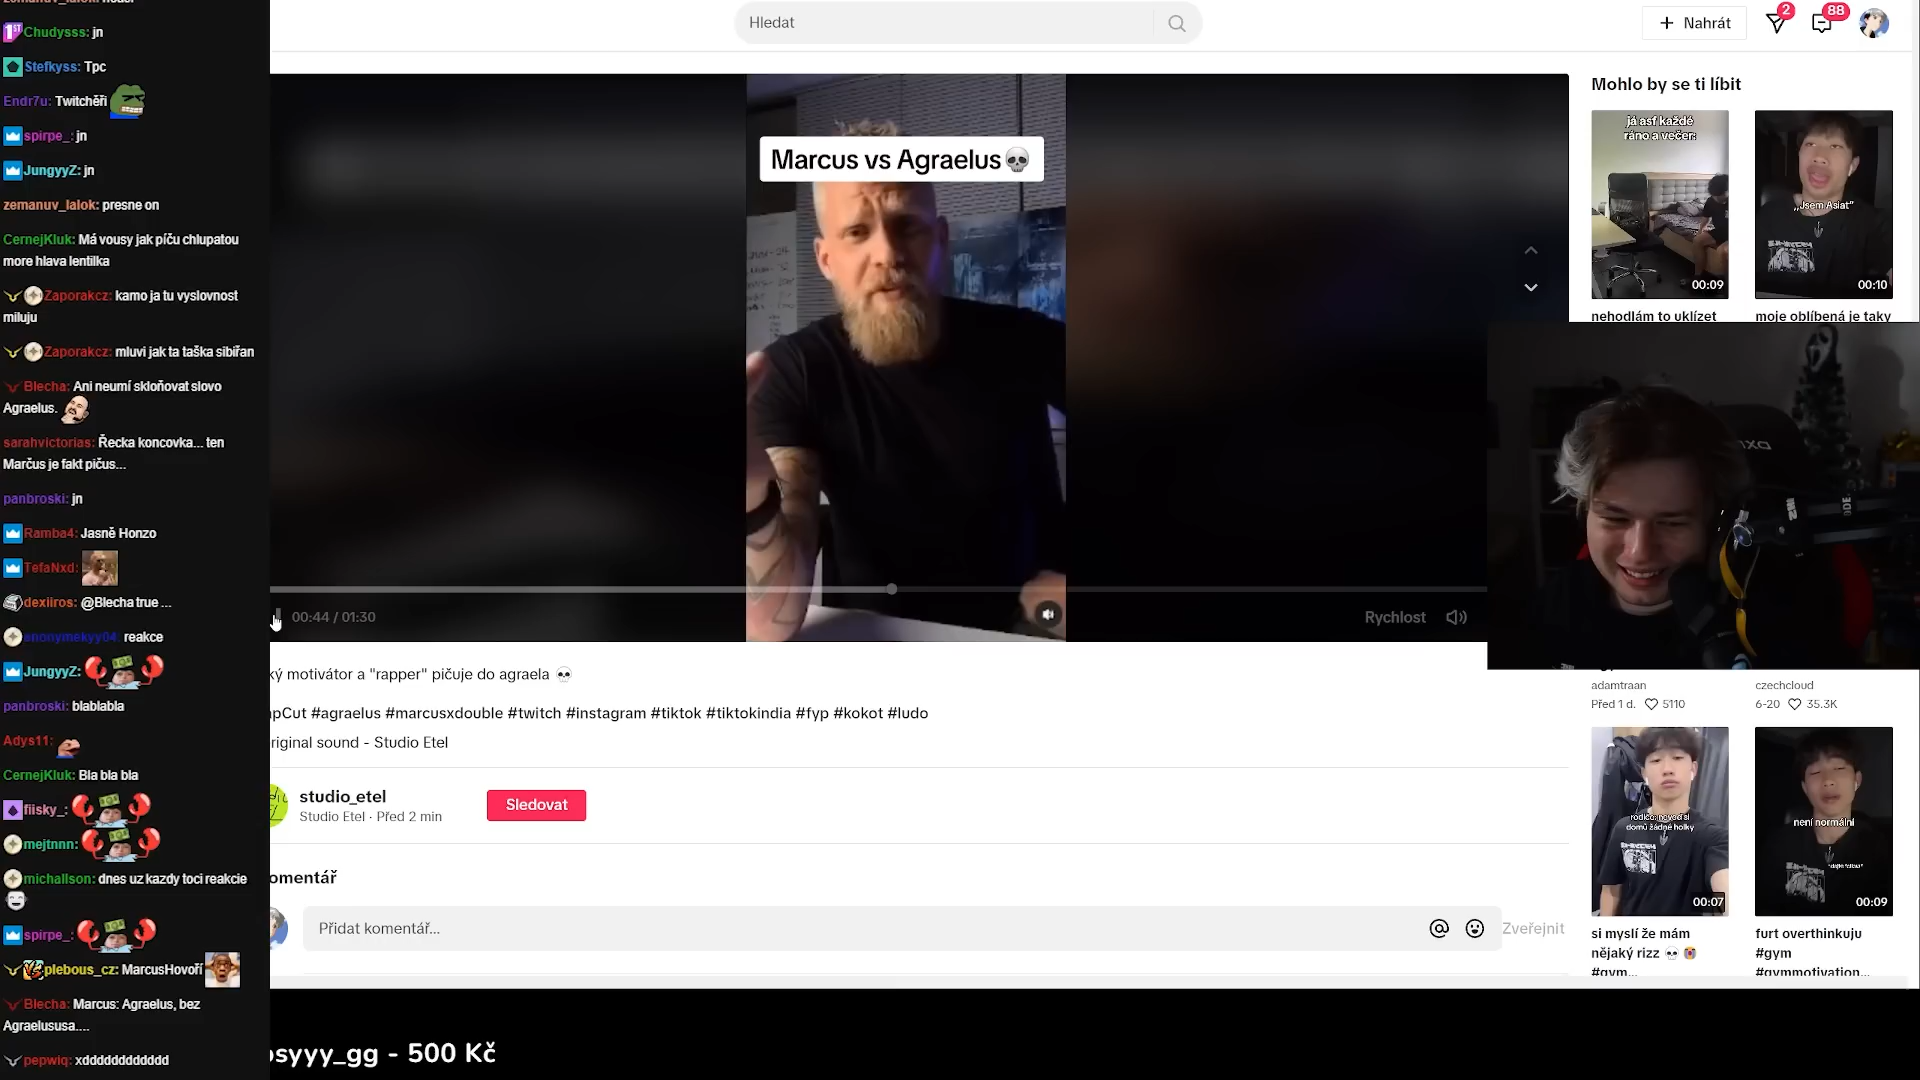 Chudysss: jn
Stefkyss: Tpc
Endr7u: Twitchěři
spirpe_: jn
JungyyZ: jn
zemanuv_lalok: presne on
CernejKluk: Má vousy jak píču chlupatou
more hlava lentilka
Zaporakcz: kamo ja tu vyslovnost
miluju
Zaporakcz: mluvi jak ta taška sibiřan
Blecha: Ani neumí skloňovat slovo
Agraelus.
sarahvictorias: Řecka koncovka... ten
Marčus je fakt pičus...
panbroski: jn
Ramba4: Jasně Honzo
TefaNxd:
dexiiros: @Blecha true ...
anonymekyy04: reakce
JungyyZ:
panbroski: blablabla
Adys11:
CernejKluk: Bla bla bla
fiisky_:
mejtnnn:
michallson: dnes uz kazdy toci reakcie
spirpe_:
plebous_cz: MarcusHovoří
Blecha: Marcus: Agraelus, bez
Agraelususa....
pepwiq: xdddddddddddd
Hledat
Nahrát
2
88
Marcus vs Agraelus💀
00:44 / 01:30
Rychlost
ký motivátor a "rapper" pičuje do agraela 💀
pCut #agraelus #marcusxdouble #twitch #instagram #tiktok #tiktokindia #fyp #kokot #ludo
riginal sound - Studio Etel
studio_etel
Studio Etel · Před 2 min
Sledovat
omentář
Přidat komentář...
Zveřejnit
syyy_gg - 500 Kč
Mohlo by se ti líbit
já asf každé
ráno a večer:
00:09
nehodlám to uklízet
„Jsem Asiat"
00:10
moje oblíbená je taky
adamtraan
Před 1 d. 5110
czechcloud
6-20 35.3K
domů žádné holky
00:07
si myslí že mám
nějaký rizz 💀
#gym...
není normální
00:09
furt overthinkuju
#gym
#gymmotivation...